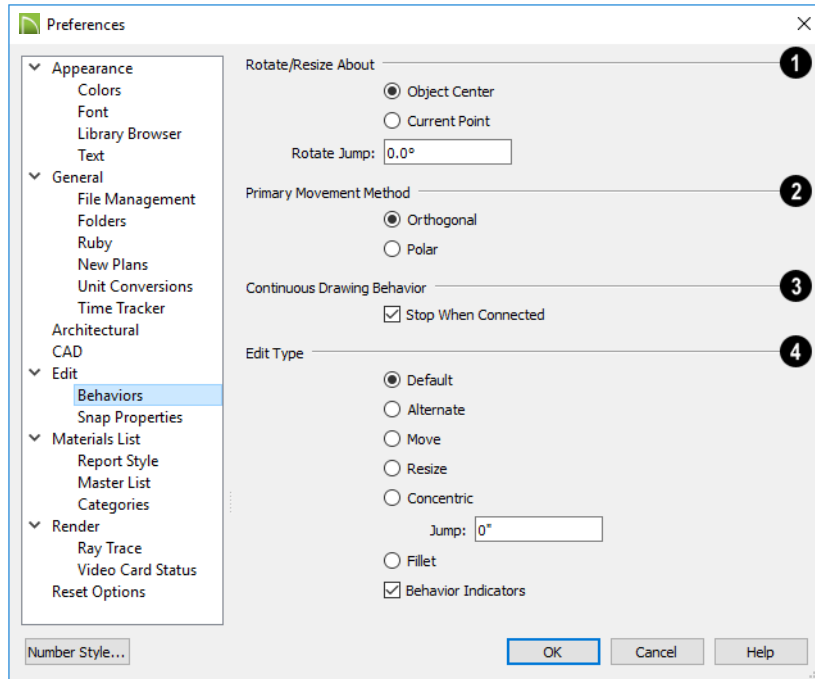 Preferences
Appearance
Colors
Font
Library Browser
Text
General
File Management
Folders
Ruby
New Plans
Unit Conversions
Time Tracker
Architectural
CAD
Edit
Behaviors
Snap Properties
Materials List
Report Style
Master List
Categories
Render
Ray Trace
Video Card Status
Reset Options
Rotate/Resize About 1
Object Center
Current Point
Rotate Jump: 0.0°
Primary Movement Method 2
Orthogonal
Polar
Continuous Drawing Behavior 3
Stop When Connected
Edit Type 4
Default
Alternate
Move
Resize
Concentric
Jump: 0"
Fillet
Behavior Indicators
Number Style... OK Cancel Help